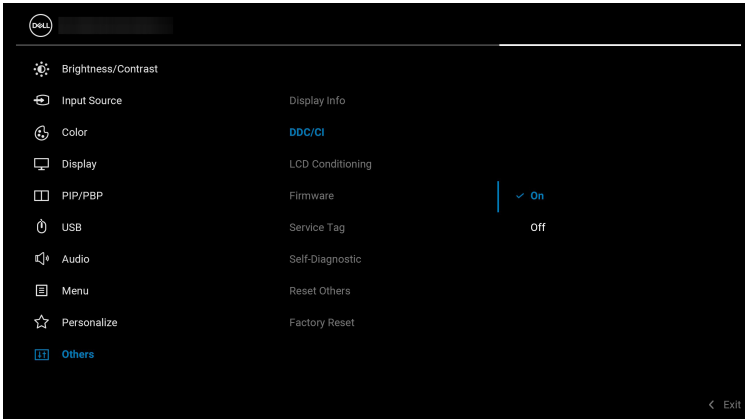 DELL
Brightness/Contrast
Input Source
Display Info
Color
DDC/CI
Display
LCD Conditioning
PIP/PBP
Firmware
On
USB
Service Tag
Off
Audio
Self-Diagnostic
Menu
Reset Others
Personalize
Factory Reset
Others
Exit